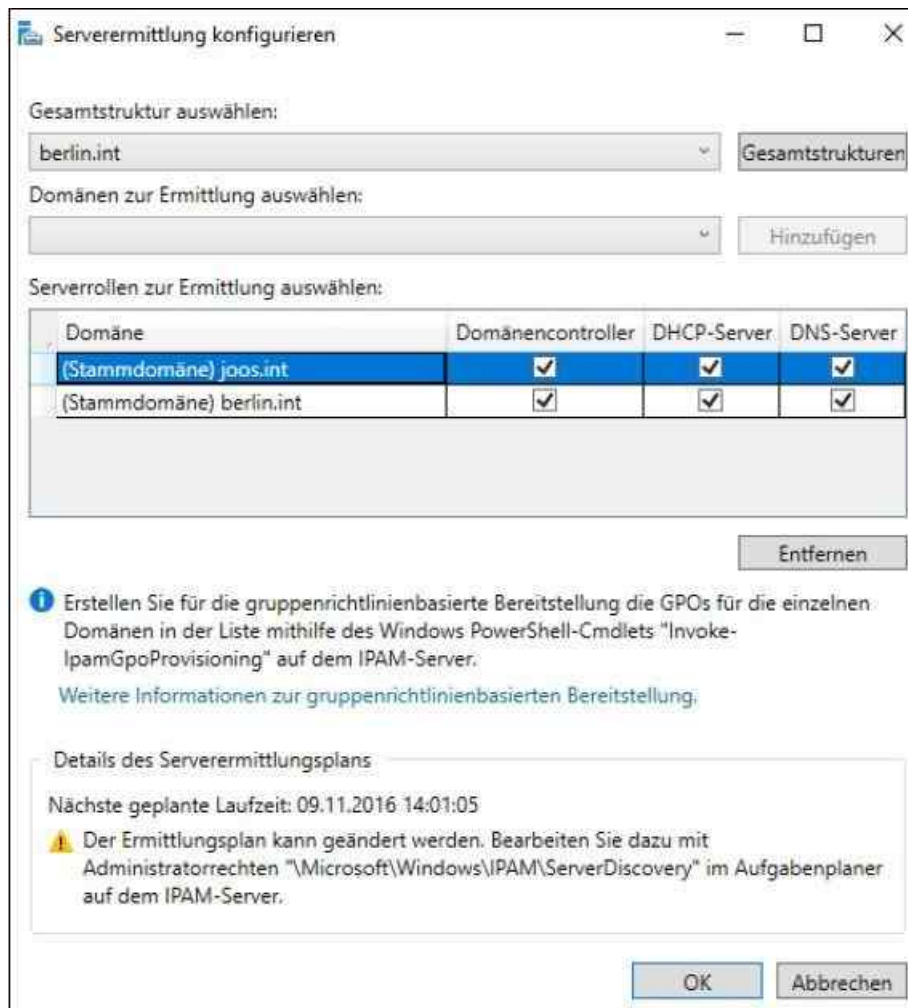 Serverermittlung konfigurieren
Gesamtstruktur auswählen:
berlin.int
Gesamtstrukturen
Domänen zur Ermittlung auswählen:
Hinzufügen
Serverrollen zur Ermittlung auswählen:
Domäne Domänencontroller DHCP-Server DNS-Server
(Stammdomäne) joos.int
(Stammdomäne) berlin.int
Entfernen
Erstellen Sie für die gruppenrichtlinienbasierte Bereitstellung die GPOs für die einzelnen
Domänen in der Liste mithilfe des Windows PowerShell-Cmdlets "Invoke-
IpamGpoProvisioning" auf dem IPAM-Server.
Weitere Informationen zur gruppenrichtlinienbasierten Bereitstellung.
Details des Serverermittlungsplans
Nächste geplante Laufzeit: 09.11.2016 14:01:05
Der Ermittlungsplan kann geändert werden. Bearbeiten Sie dazu mit
Administratorrechten "\Microsoft\Windows\IPAM\ServerDiscovery" im Aufgabenplaner
auf dem IPAM-Server.
OK Abbrechen